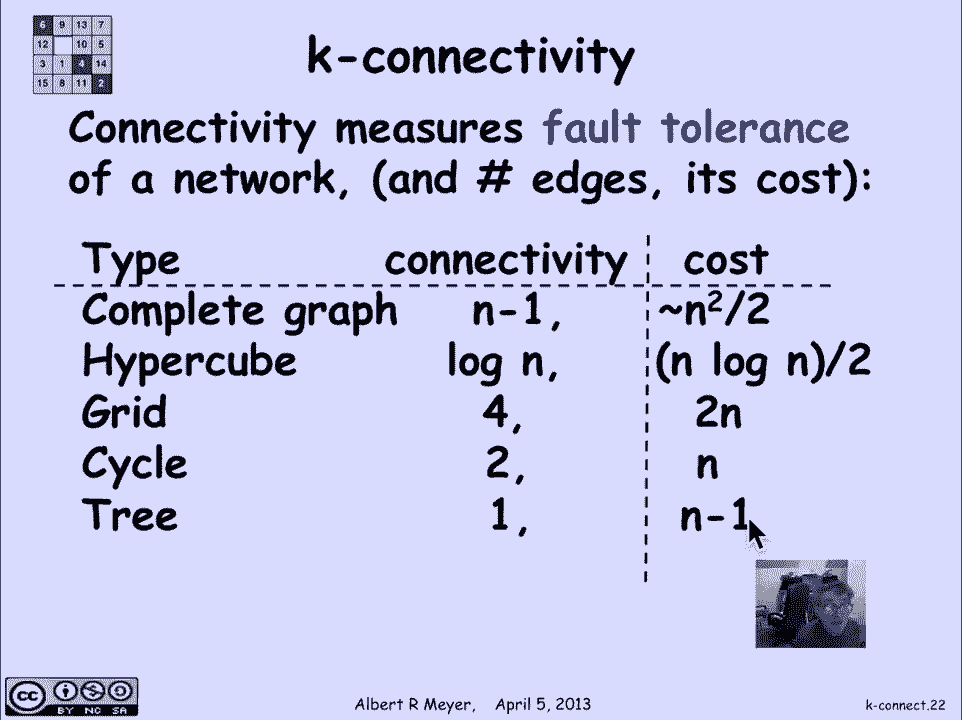 6 9 13 7
12 10 5
3 1 4 14
15 8 11 2
k-connectivity
Connectivity measures fault tolerance
of a network, (and # edges, its cost):
Type connectivity cost
Complete graph n-1, ~n²/2
Hypercube log n, (n log n)/2
Grid 4, 2n
Cycle 2, n
Tree 1, n-1
cc BY NC SA
Albert R Meyer, April 5, 2013
k-connect.22